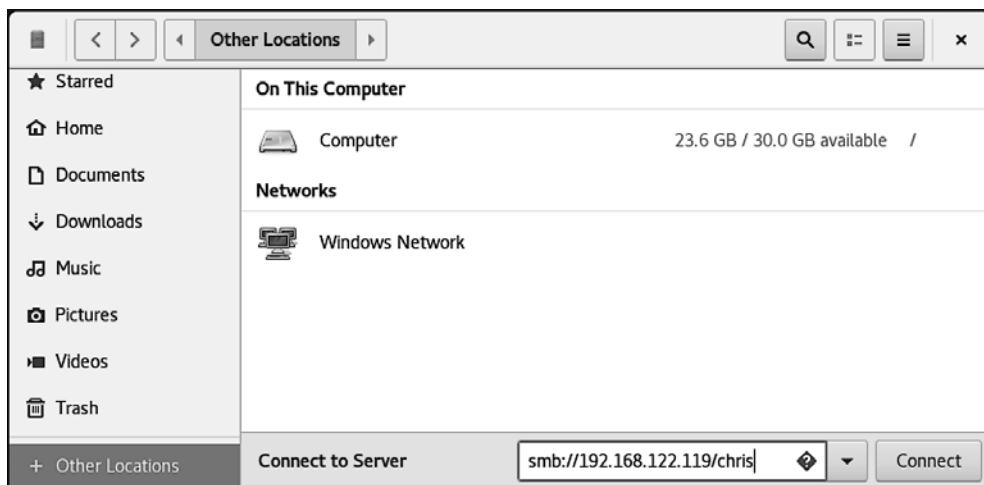 Other Locations
Starred
Home
Documents
Downloads
Music
Pictures
Videos
Trash
+ Other Locations
On This Computer
Computer 23.6 GB / 30.0 GB available /
Networks
Windows Network
Connect to Server smb://192.168.122.119/chris Connect